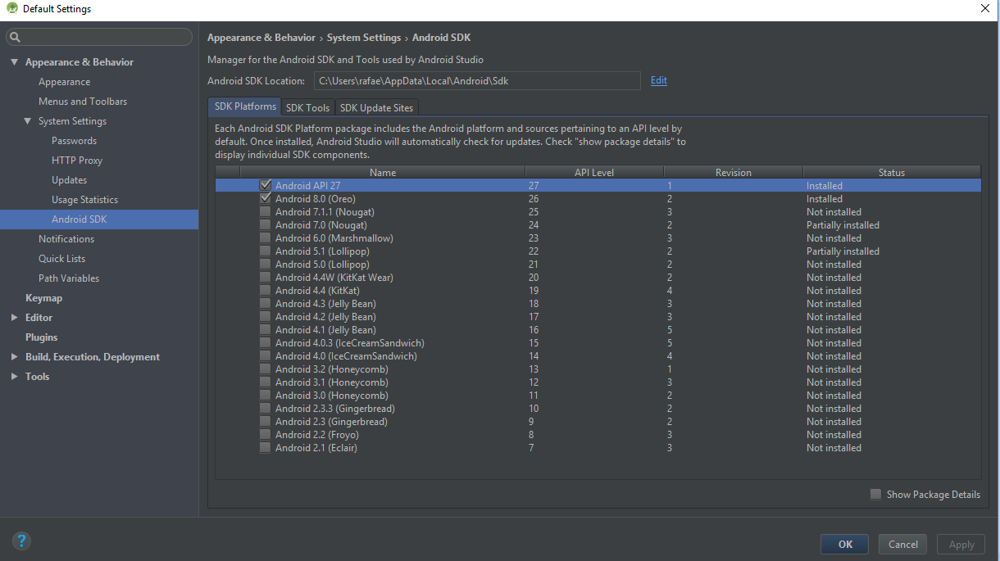 Default Settings
Appearance & Behavior
Appearance
Menus and Toolbars
System Settings
Passwords
HTTP Proxy
Updates
Usage Statistics
Android SDK
Notifications
Quick Lists
Path Variables
Keymap
Editor
Plugins
Build, Execution, Deployment
Tools
Appearance & Behavior › System Settings › Android SDK
Manager for the Android SDK and Tools used by Android Studio
Android SDK Location: C:\Users\rafae\AppData\Local\Android\Sdk Edit
SDK Platforms SDK Tools SDK Update Sites
Each Android SDK Platform package includes the Android platform and sources pertaining to an API level by
default. Once installed, Android Studio will automatically check for updates. Check "show package details" to
display individual SDK components.
Name API Level Revision Status
Android API 27 27 1 Installed
Android 8.0 (Oreo) 26 2 Installed
Android 7.1.1 (Nougat) 25 3 Not installed
Android 7.0 (Nougat) 24 2 Partially installed
Android 6.0 (Marshmallow) 23 3 Not installed
Android 5.1 (Lollipop) 22 2 Partially installed
Android 5.0 (Lollipop) 21 2 Not installed
Android 4.4W (KitKat Wear) 20 2 Not installed
Android 4.4 (KitKat) 19 4 Not installed
Android 4.3 (Jelly Bean) 18 3 Not installed
Android 4.2 (Jelly Bean) 17 3 Not installed
Android 4.1 (Jelly Bean) 16 5 Not installed
Android 4.0.3 (IceCreamSandwich) 15 5 Not installed
Android 4.0 (IceCreamSandwich) 14 4 Not installed
Android 3.2 (Honeycomb) 13 1 Not installed
Android 3.1 (Honeycomb) 12 3 Not installed
Android 3.0 (Honeycomb) 11 2 Not installed
Android 2.3.3 (Gingerbread) 10 2 Not installed
Android 2.3 (Gingerbread) 9 2 Not installed
Android 2.2 (Froyo) 8 3 Not installed
Android 2.1 (Eclair) 7 3 Not installed
Show Package Details
? OK Cancel Apply